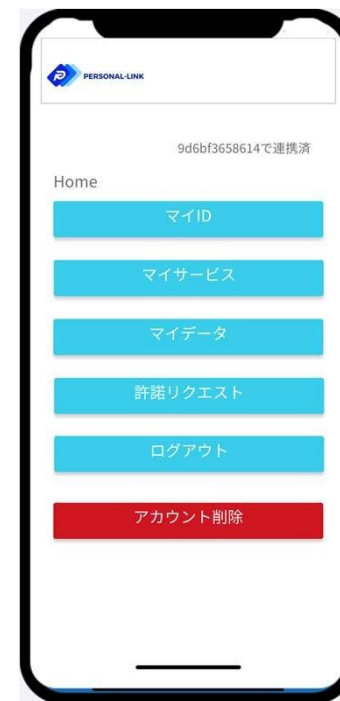 PERSONAL-LINK
9d6bf3658614で連携済
Home
マイID
マイサービス
マイデータ
許諾リクエスト
ログアウト
アカウント削除